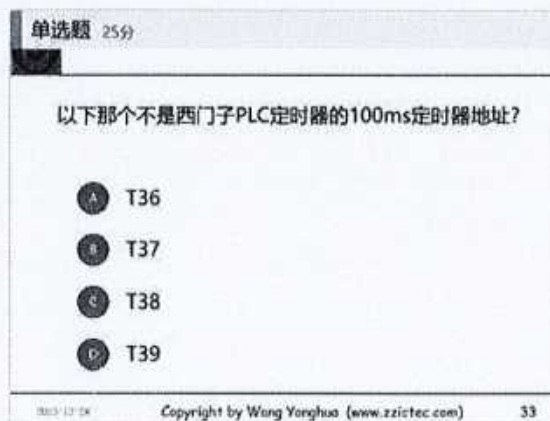 单选题 25分
以下那个不是西门子PLC定时器的100ms定时器地址?
A T36
B T37
C T38
D T39
Copyright by Wang Yonghua (www.zzictec.com) 33